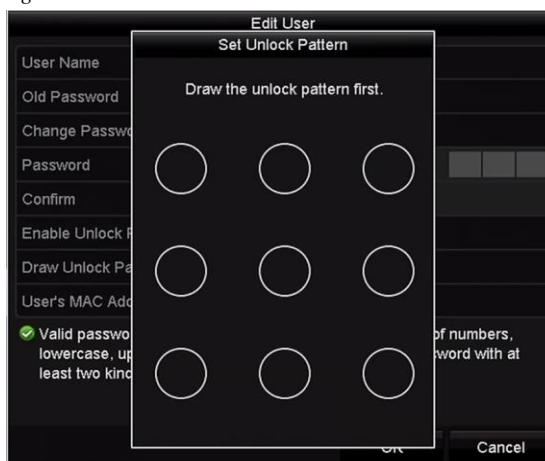 Edit User
Set Unlock Pattern
Draw the unlock pattern first.
User Name
Old Password
Change Passwo
Password
Confirm
Enable Unlock
Draw Unlock Pa
User's MAC Add
Valid passwo of numbers,
lowercase, up word with at
least two kind
Cancel